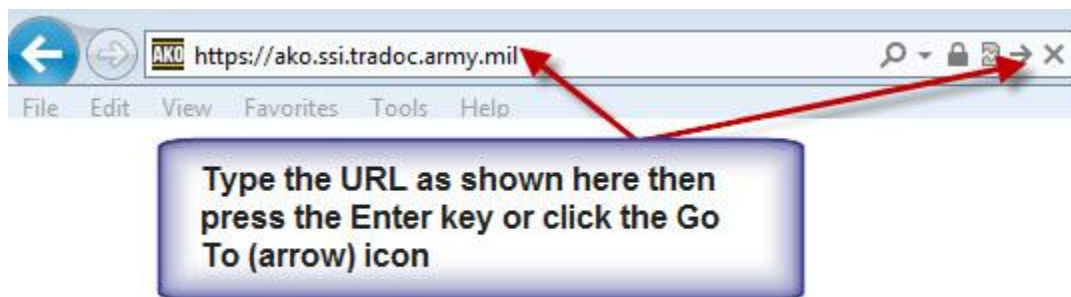 AKO https://ako.ssi.tradoc.army.mil
File Edit View Favorites Tools Help
Type the URL as shown here then
press the Enter key or click the Go
To (arrow) icon